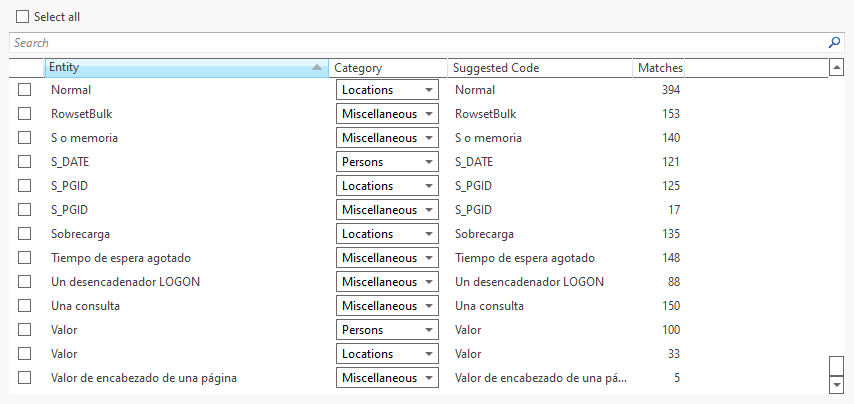 Select all
Search
Entity Category Suggested Code Matches
Normal Locations Normal 394
RowsetBulk Miscellaneous RowsetBulk 153
S o memoria Miscellaneous S o memoria 140
S_DATE Persons S_DATE 121
S_PGID Locations S_PGID 125
S_PGID Miscellaneous S_PGID 17
Sobrecarga Locations Sobrecarga 135
Tiempo de espera agotado Miscellaneous Tiempo de espera agotado 148
Un desencadenador LOGON Miscellaneous Un desencadenador LOGON 88
Una consulta Miscellaneous Una consulta 150
Valor Persons Valor 100
Valor Locations Valor 33
Valor de encabezado de una página Miscellaneous Valor de encabezado de una pá... 5